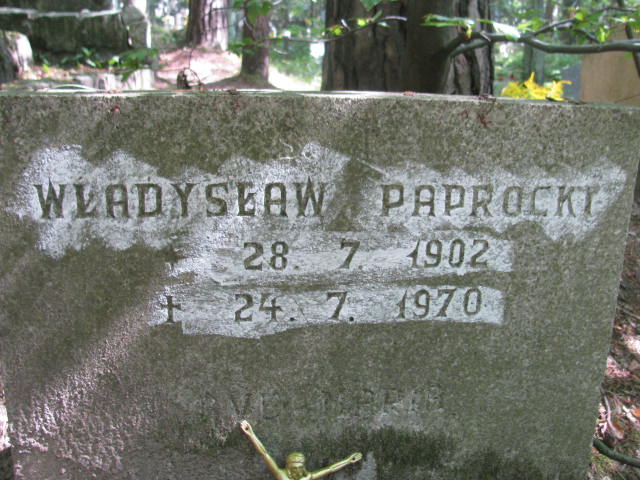 WŁADYSŁAW PAPROCKI
* 28. 7. 1902
✝ 24. 7. 1970